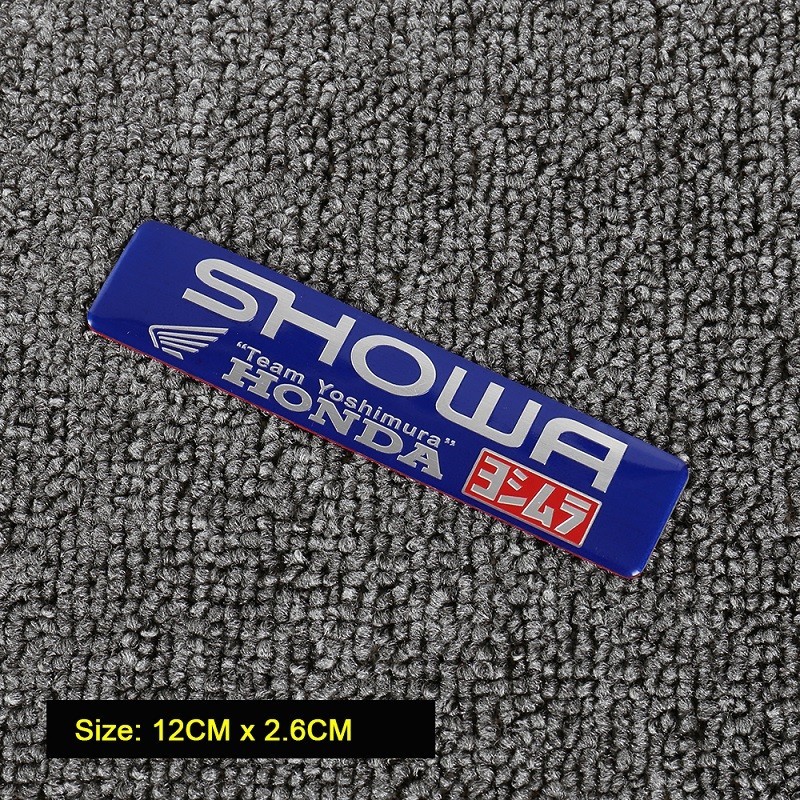 SHOWA
"Team Yoshimura"
HONDA
ヨシムラ
Size: 12CM x 2.6CM